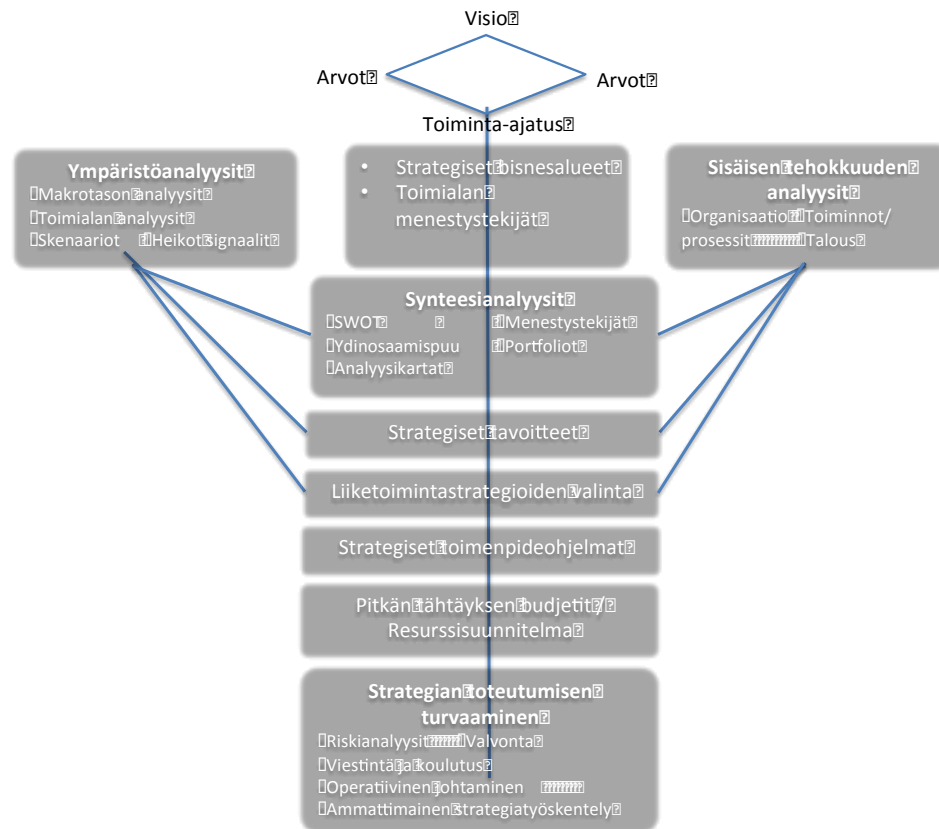 Visio
Arvot
Arvot
Toiminta-ajatus
Ympäristöanalyysit
Makrotason analyysit
Toimialan analyysit
Skenaariot Heikot signaalit
• Strategiset bisnesalueet
• Toimialan
menestystekijät
Sisäisen tehokkuuden
analyysit
Organisaatio Toiminnot/
prosessit Talous
Synteesianalyysit
SWOT Menestystekijät
Ydinosaamispuu Portfoliot
Analyysikartat
Strategiset tavoitteet
Liiketoimintastrategioiden valinta
Strategiset toimenpideohjelmat
Pitkän tähtäyksen budjetit /
Resurssisuunnitelma
Strategian toteutumisen
turvaaminen
Riskianalyysit Valvonta
Viestintä ja koulutus
Operatiivinen johtaminen
Ammattimainen strategiatyöskentely